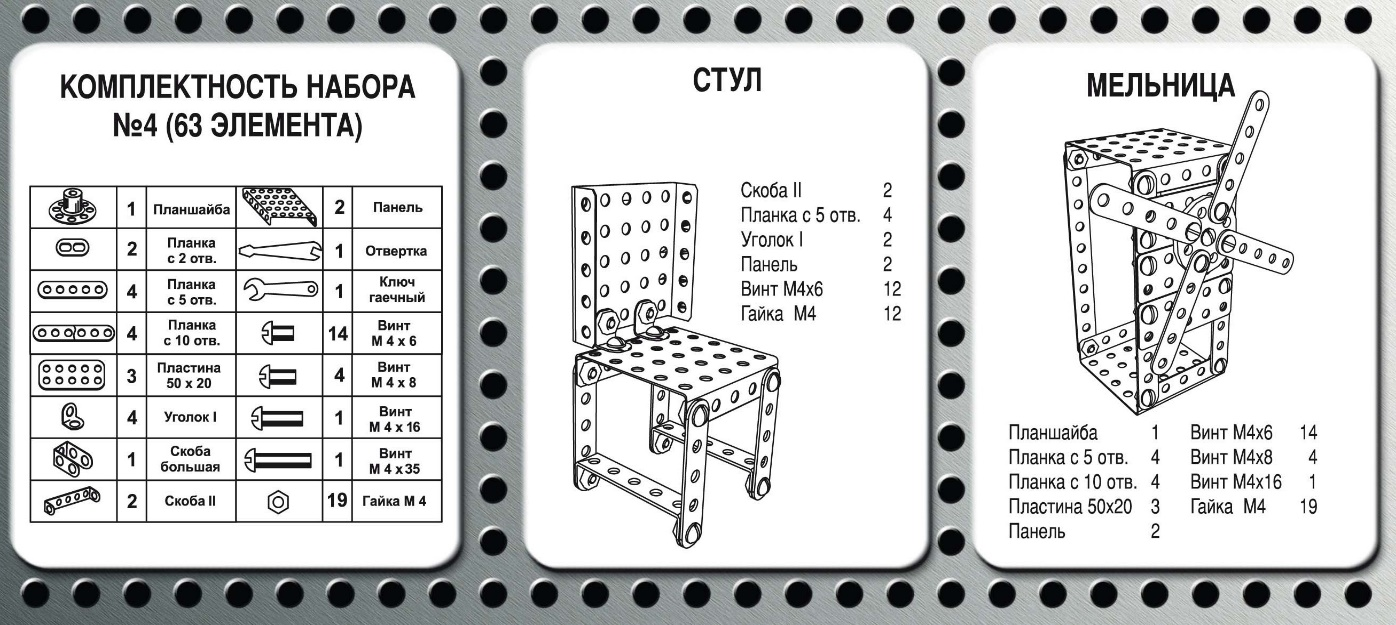 КОМПЛЕКТНОСТЬ НАБОРА
№4 (63 ЭЛЕМЕНТА)
1 Планшайба 2 Панель
2 Планка с 2 отв. 1 Отвертка
4 Планка с 5 отв. 1 Ключ гаечный
4 Планка с 10 отв. 14 Винт М 4 х 6
3 Пластина 50 х 20 4 Винт М 4 х 8
4 Уголок I 1 Винт М 4 х 16
1 Скоба большая 1 Винт М 4 х 35
2 Скоба II 19 Гайка М 4
СТУЛ
Скоба II 2
Планка с 5 отв. 4
Уголок I 2
Панель 2
Винт М4х6 12
Гайка М4 12
МЕЛЬНИЦА
Планшайба 1 Винт М4х6 14
Планка с 5 отв. 4 Винт М4х8 4
Планка с 10 отв. 4 Винт М4х16 1
Пластина 50х20 3 Гайка М4 19
Панель 2